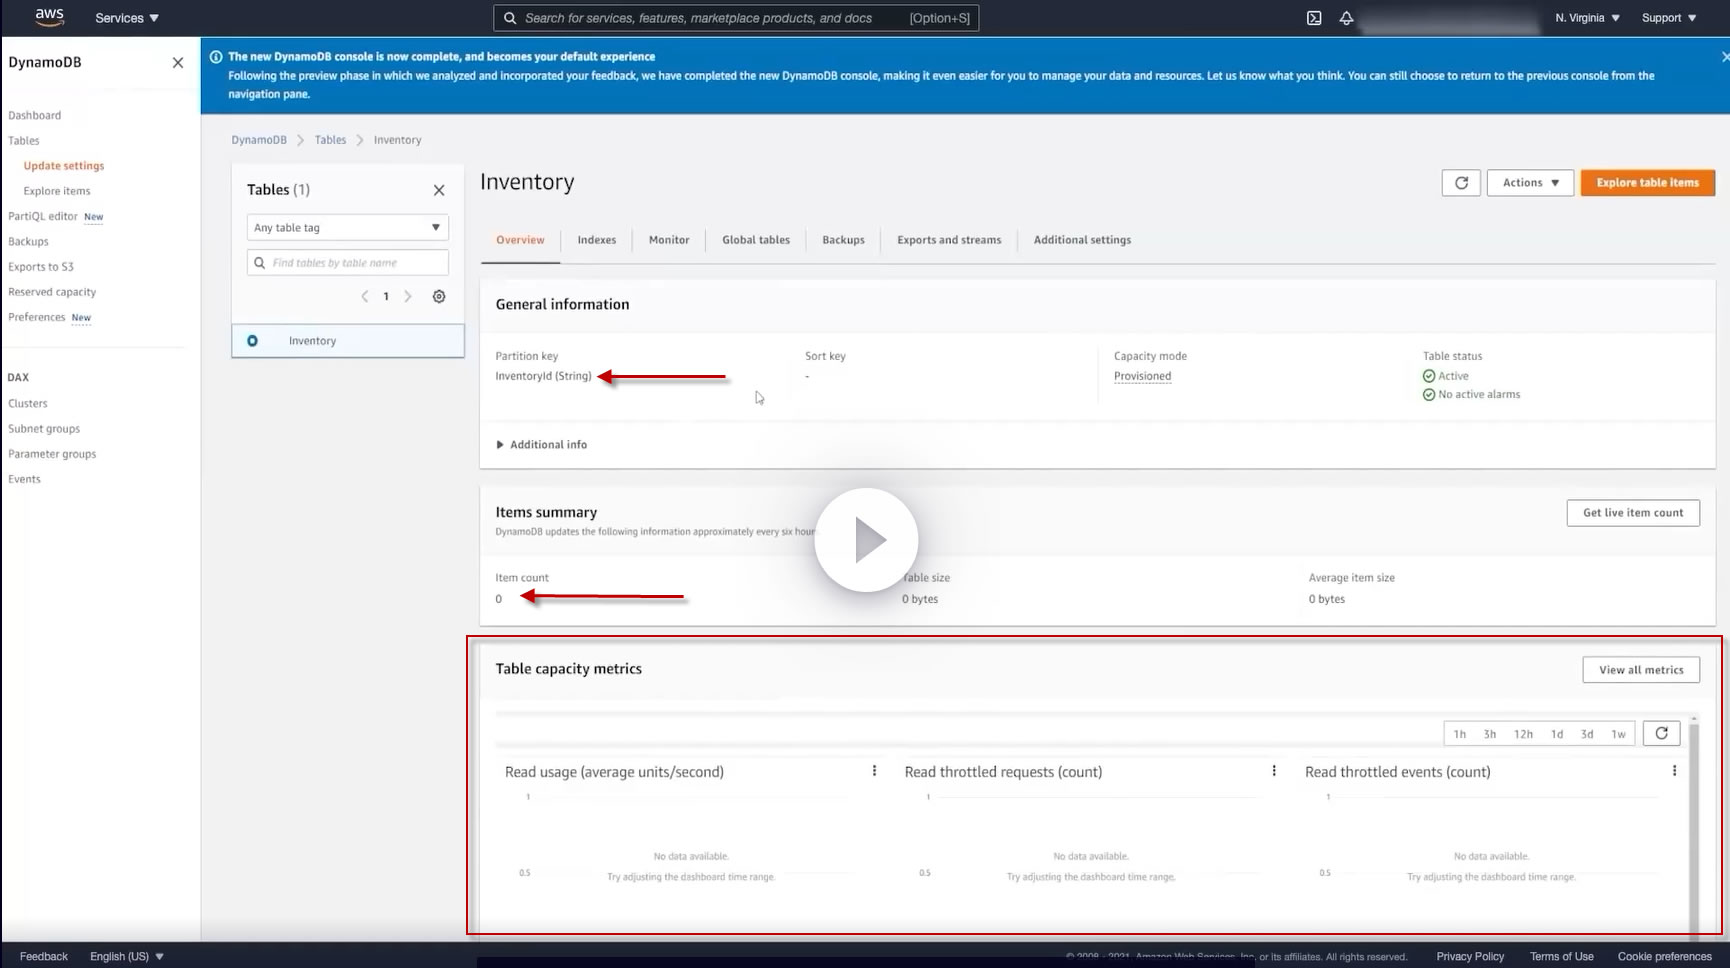 aws
Services
Search for services, features, marketplace products, and docs
[Option+S]
N. Virginia
Support
DynamoDB
Dashboard
Tables
Update settings
Explore items
PartiQL editor New
Backups
Exports to S3
Reserved capacity
Preferences New
DAX
Clusters
Subnet groups
Parameter groups
Events
The new DynamoDB console is now complete, and becomes your default experience
Following the preview phase in which we analyzed and incorporated your feedback, we have completed the new DynamoDB console, making it even easier for you to manage your data and resources. Let us know what you think. You can still choose to return to the previous console from the
navigation pane.
DynamoDB
Tables
Inventory
Tables (1)
Any table tag
Find tables by table name
1
Inventory
Inventory
Actions
Explore table items
Overview
Indexes
Monitor
Global tables
Backups
Exports and streams
Additional settings
General information
Partition key
InventoryId (String)
Sort key
-
Capacity mode
Provisioned
Table status
Active
No active alarms
Additional info
Items summary
DynamoDB updates the following information approximately every six
Get live item count
Item count
0
Table size
0 bytes
Average item size
0 bytes
Table capacity metrics
View all metrics
1h
3h
12h
1d
3d
1w
Read usage (average units/second)
1
0.5
No data available.
Try adjusting the dashboard time range.
Read throttled requests (count)
1
0.5
No data available.
Try adjusting the dashboard time range.
Read throttled events (count)
1
0.5
No data available.
Try adjusting the dashboard time range.
Feedback
English (US)
© 2008 - 2021, Amazon Web Services, Inc. or its affiliates. All rights reserved.
Privacy Policy
Terms of Use
Cookie preferences